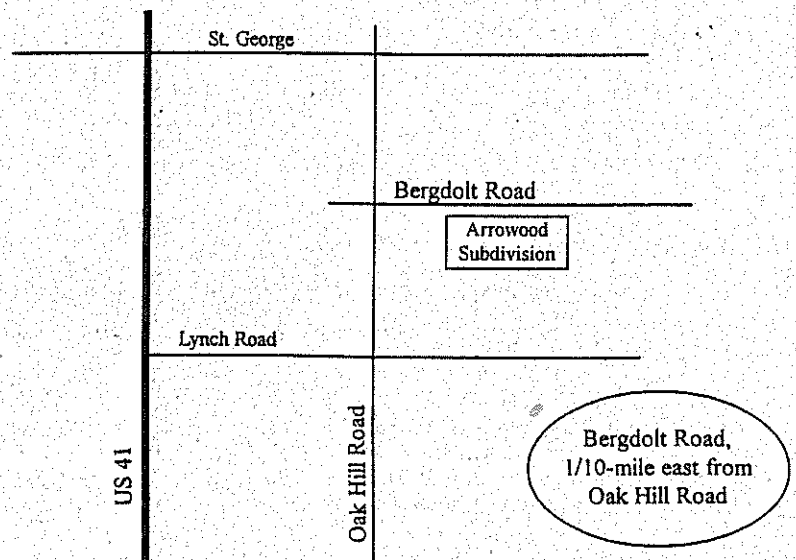 St. George
Bergdolt Road
Arrowood
Subdivision
Lynch Road
US 41
Oak Hill Road
Bergdolt Road,
1/10-mile east from
Oak Hill Road